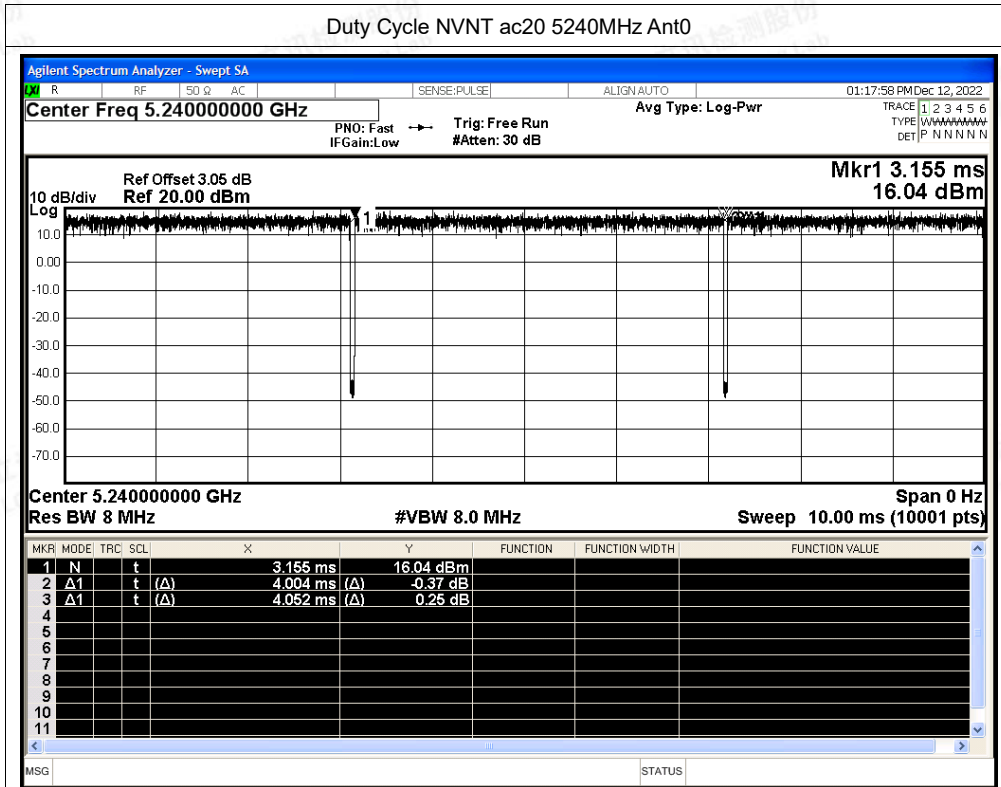 Duty Cycle NVNT ac20 5240MHz Ant0
Agilent Spectrum Analyzer - Swept SA
LXI R RF 50 Ω AC SENSE:PULSE ALIGN AUTO 01:17:58 PM Dec 12, 2022
Center Freq 5.240000000 GHz
PNO: Fast
IFGain:Low
Trig: Free Run
#Atten: 30 dB
Avg Type: Log-Pwr
TRACE 1 2 3 4 5 6
TYPE WWWWWW
DET P N N N N N
Mkr1 3.155 ms
16.04 dBm
Ref Offset 3.05 dB
10 dB/div Ref 20.00 dBm
Log
1
10.0
0.00
-10.0
-20.0
-30.0
-40.0
-50.0
-60.0
-70.0
Center 5.240000000 GHz Span 0 Hz
Res BW 8 MHz #VBW 8.0 MHz Sweep 10.00 ms (10001 pts)
MKR MODE TRC SCL X Y FUNCTION FUNCTION WIDTH FUNCTION VALUE
1 N t 3.155 ms 16.04 dBm
2 Δ1 t (Δ) 4.004 ms (Δ) -0.37 dB
3 Δ1 t (Δ) 4.052 ms (Δ) 0.25 dB
4
5
6
7
8
9
10
11
MSG STATUS